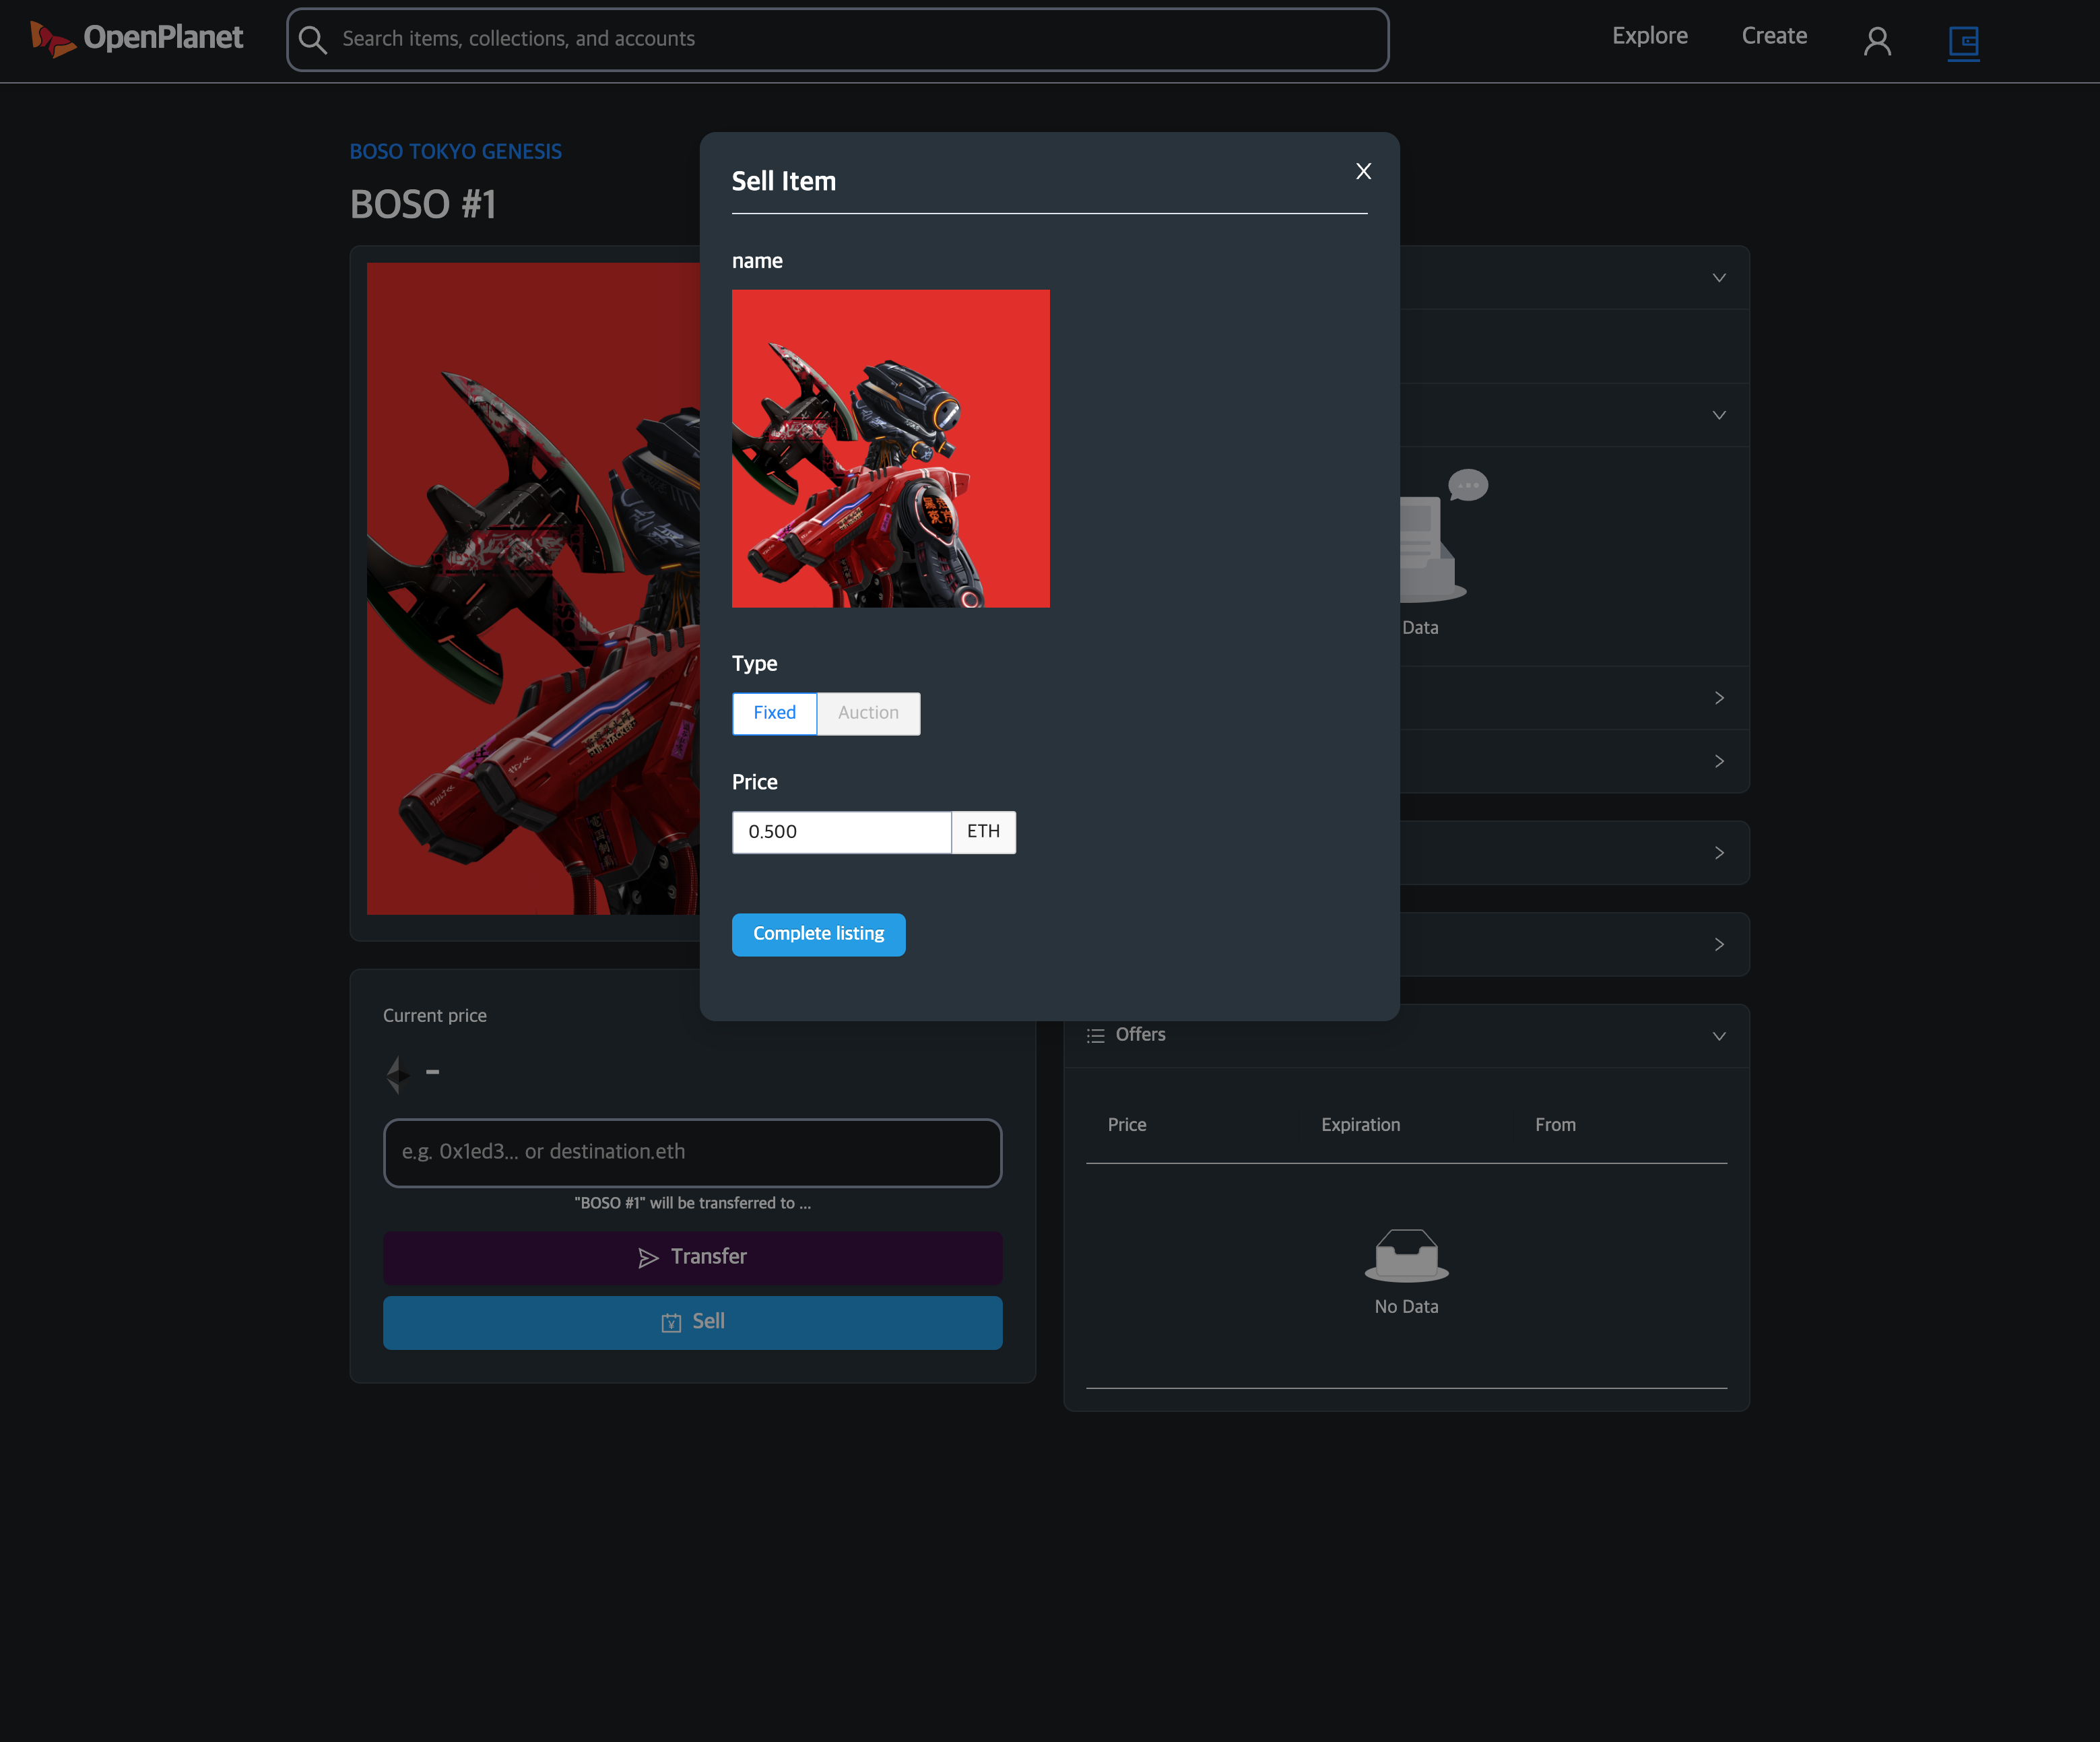 OpenPlanet
Search items, collections, and accounts
Explore
Create
BOSO TOKYO GENESIS
BOSO #1
Sell Item
X
name
Type
Fixed
Auction
Price
0.500
ETH
Complete listing
Data
Current price
-
e.g. 0x1ed3... or destination.eth
"BOSO #1" will be transferred to ...
Transfer
Sell
Offers
Price
Expiration
From
No Data